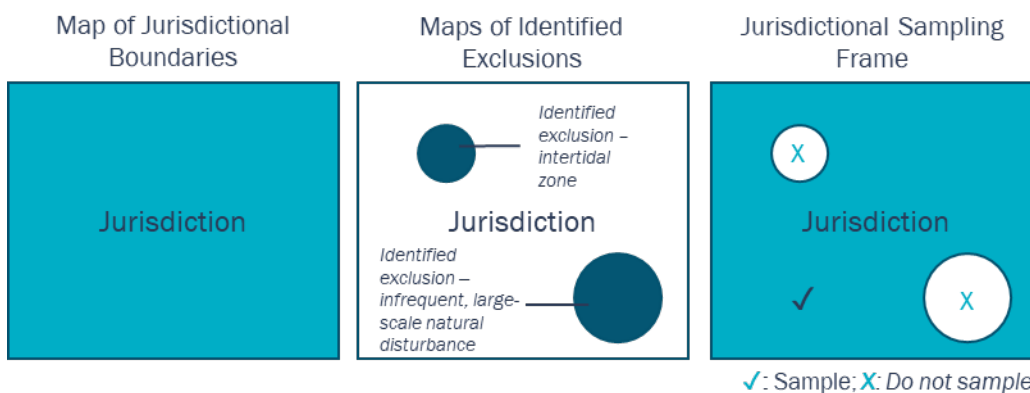 Map of Jurisdictional
Boundaries
Jurisdiction
Maps of Identified
Exclusions
Identified
exclusion –
intertidal
zone
Jurisdiction
Identified
exclusion –
infrequent, large-
scale natural
disturbance
Jurisdictional Sampling
Frame
X
Jurisdiction
✓
X
✓: Sample; X: Do not sample